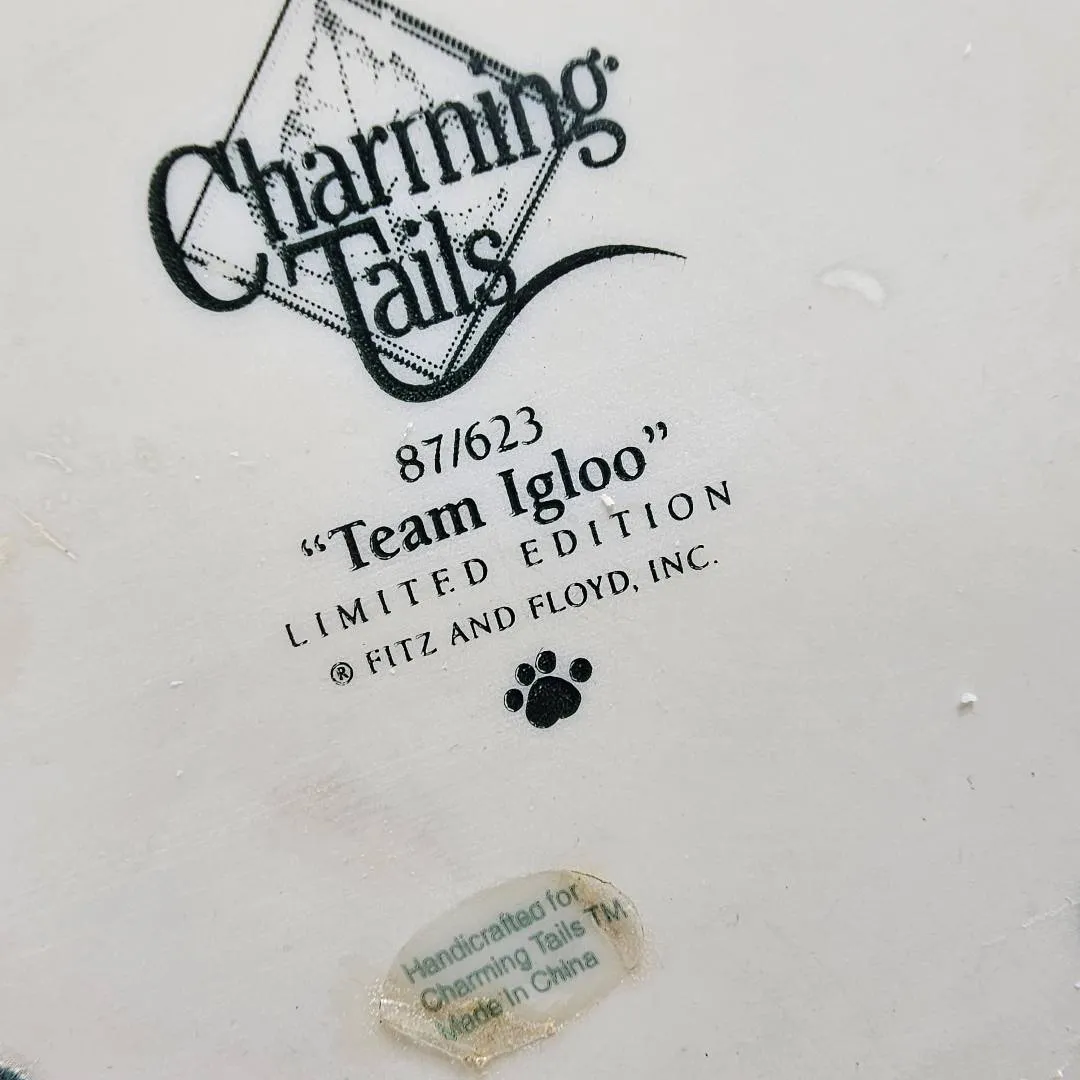 Charming
Tails
87/623
“Team Igloo”
LIMITED EDITION
® FITZ AND FLOYD, INC.
Handicrafted for
Charming Tails TM
Made In China